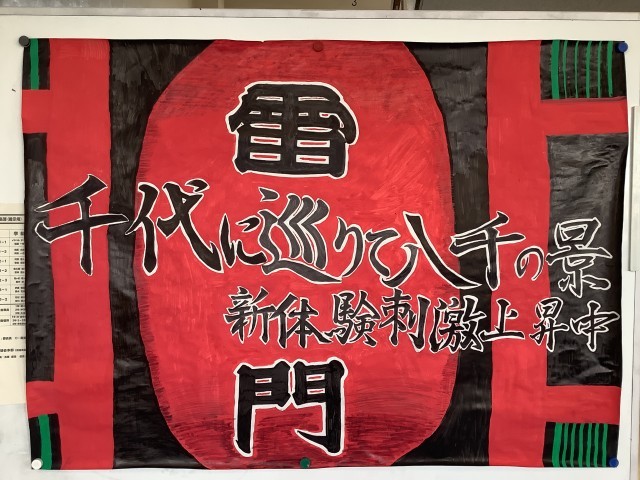 雷
千代に巡りて八千の景
新体験刺激上昇中
門